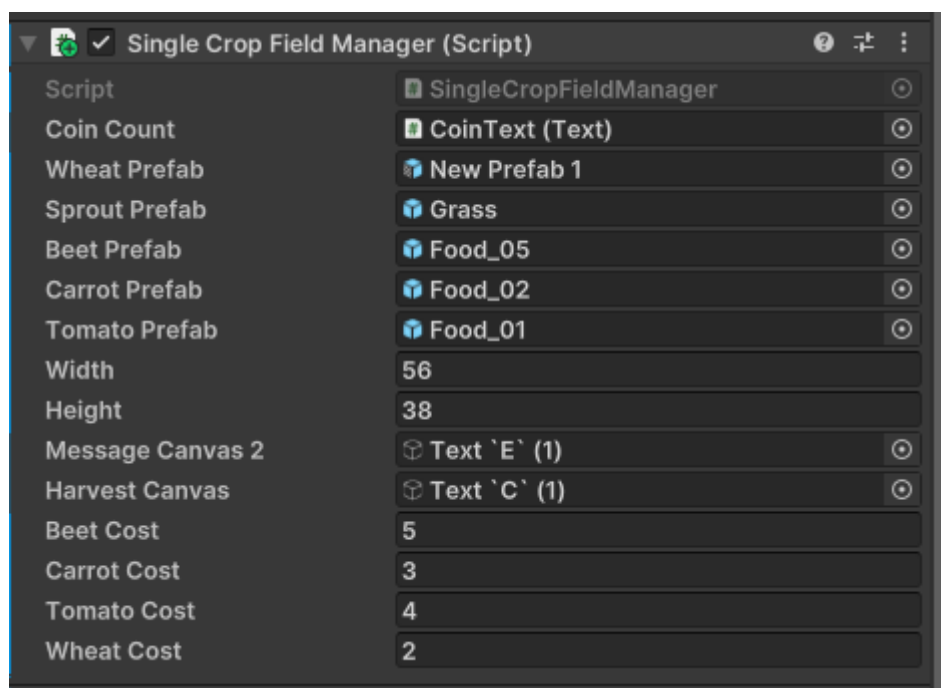 Single Crop Field Manager (Script)
Script SingleCropFieldManager
Coin Count CoinText (Text)
Wheat Prefab New Prefab 1
Sprout Prefab Grass
Beet Prefab Food_05
Carrot Prefab Food_02
Tomato Prefab Food_01
Width 56
Height 38
Message Canvas 2 Text `E` (1)
Harvest Canvas Text `C` (1)
Beet Cost 5
Carrot Cost 3
Tomato Cost 4
Wheat Cost 2